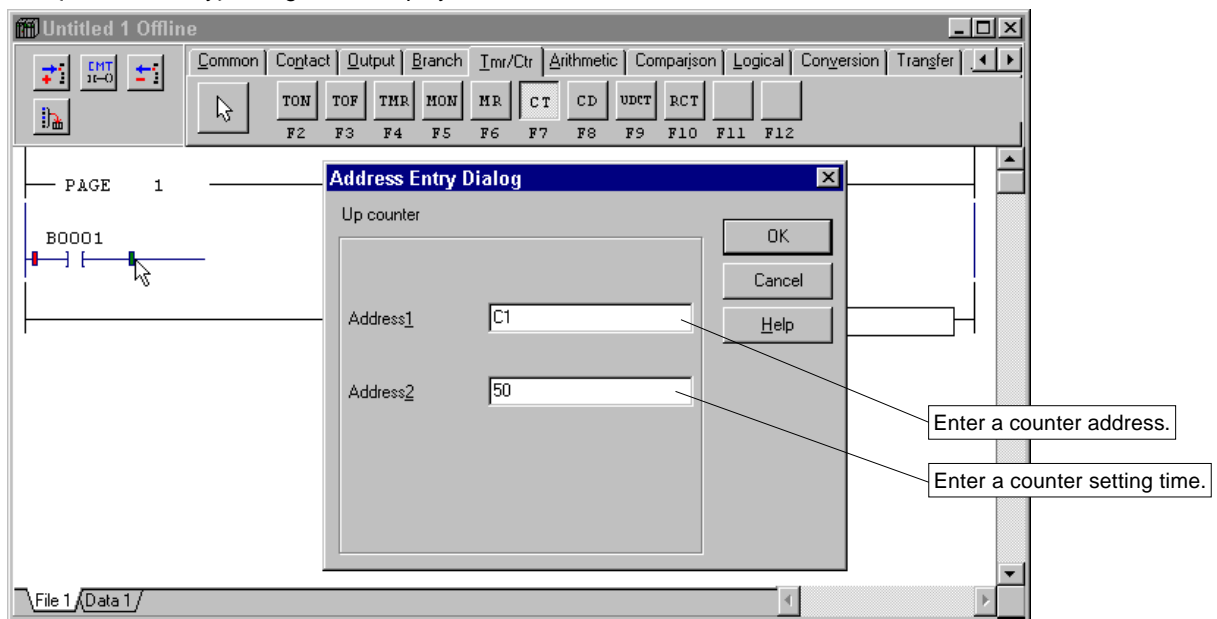 Untitled 1 Offline
CMT
Common Contact Output Branch Tmr/Ctr Arithmetic Comparison Logical Conversion Transfer
TON TOF TMR MON MR CT CD UDCT RCT
F2 F3 F4 F5 F6 F7 F8 F9 F10 F11 F12
PAGE 1
Address Entry Dialog
Up counter
OK
B0001
Cancel
Address1 C1
Help
Address2 50
Enter a counter address.
Enter a counter setting time.
File 1 Data 1